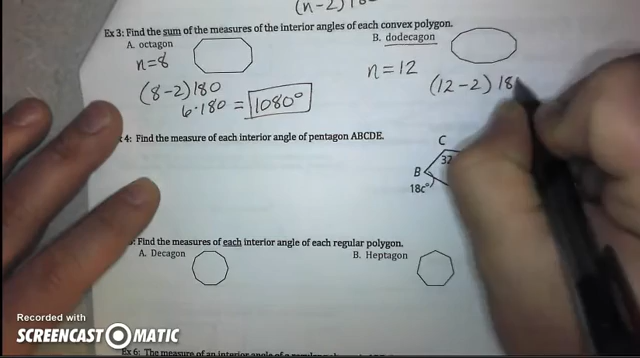 (n-2)18
Ex 3: Find the sum of the measures of the interior angles of each convex polygon.
A. octagon
B. dodecagon
n=8
n=12
(8-2)180
(12-2)18
6·180 = 1080°
4: Find the measure of each interior angle of pentagon ABCDE.
C
32
B
18c°
: Find the measures of each interior angle of each regular polygon.
A. Decagon
B. Heptagon
Recorded with
SCREENCAST O MATIC
Ex 6: The measure of an interior angle of a